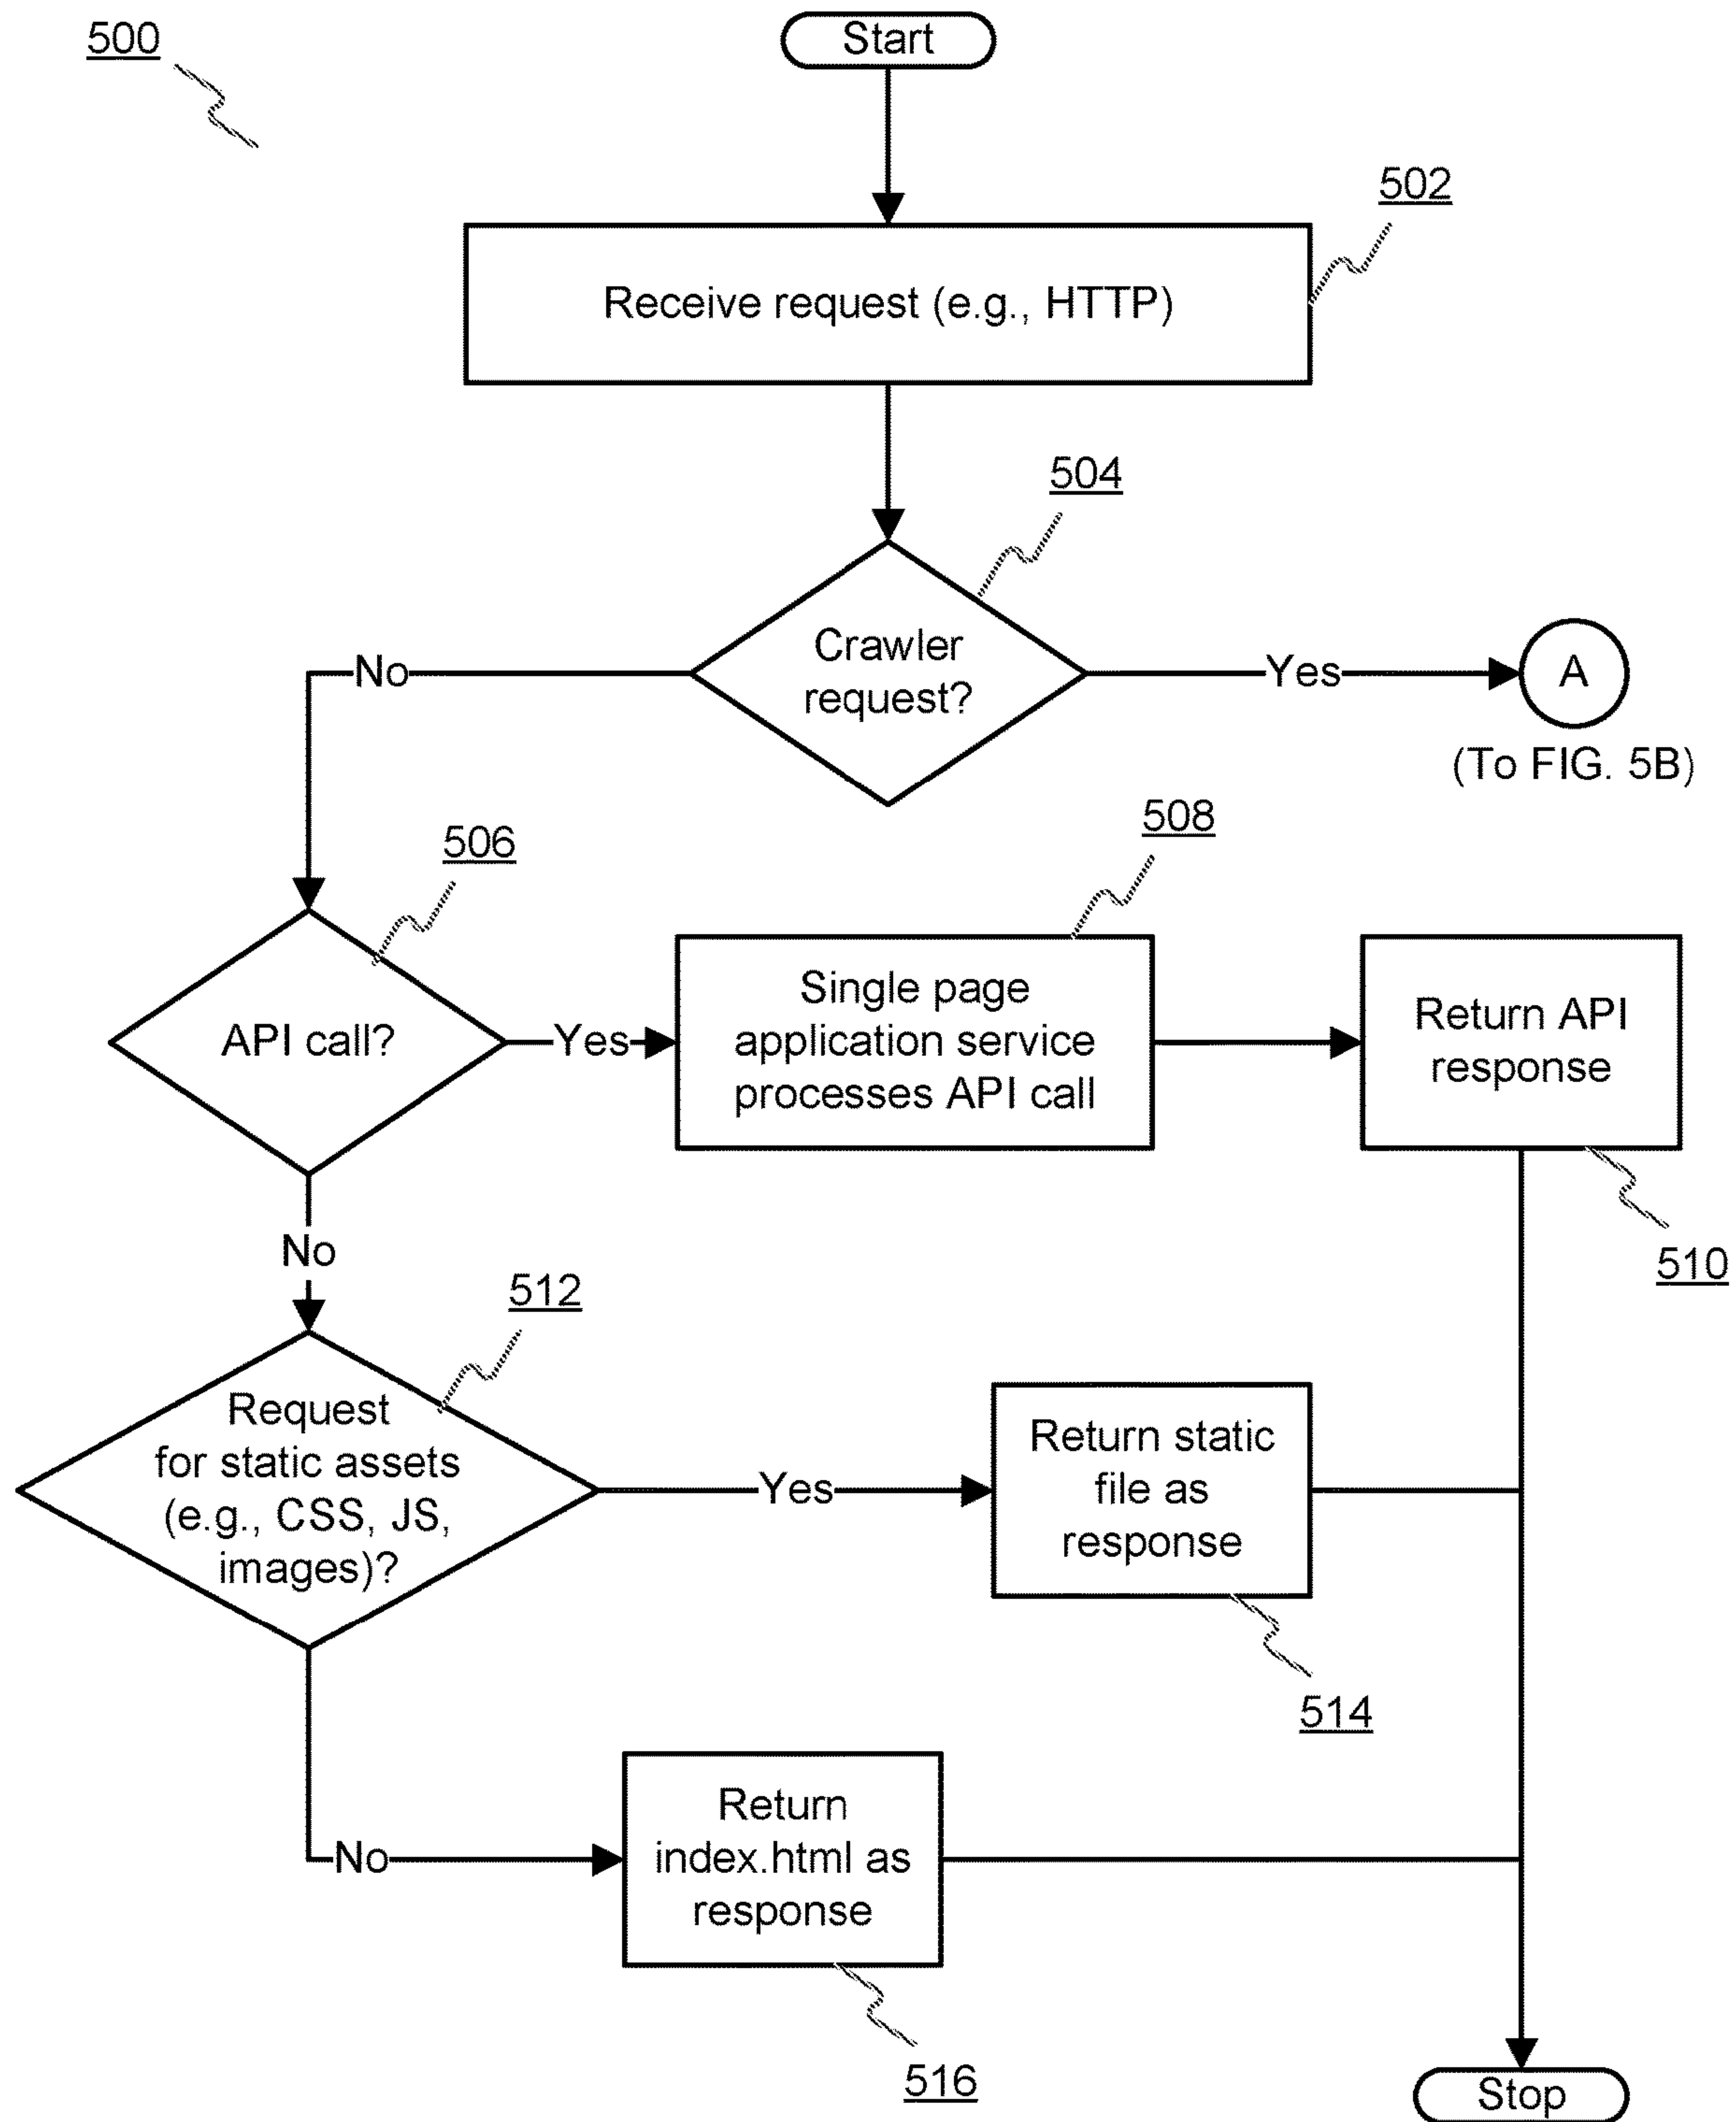 500
Start
502
Receive request (e.g., HTTP)
504
Crawler
request?
No
Yes
A
(To FIG. 5B)
506
API call?
Yes
508
Single page
application service
processes API call
Return API
response
510
No
512
Request
for static assets
(e.g., CSS, JS,
images)?
Yes
Return static
file as
response
514
No
Return
index.html as
response
516
Stop